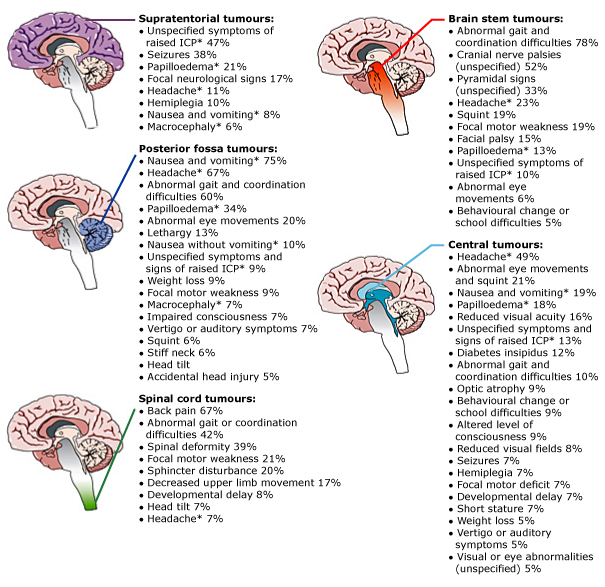 Supratentorial tumours:
• Unspecified symptoms of
raised ICP* 47%
• Seizures 38%
• Papilloedema* 21%
• Focal neurological signs 17%
• Headache* 11%
• Hemiplegia 10%
• Nausea and vomiting* 8%
• Macrocephaly* 6%
Posterior fossa tumours:
• Nausea and vomiting* 75%
• Headache* 67%
• Abnormal gait and coordination
difficulties 60%
• Papilloedema* 34%
• Abnormal eye movements 20%
• Lethargy 13%
• Nausea without vomiting* 10%
• Unspecified symptoms and
signs of raised ICP* 9%
• Weight loss 9%
• Focal motor weakness 9%
• Macrocephaly* 7%
• Impaired consciousness 7%
• Vertigo or auditory symptoms 7%
• Squint 6%
• Stiff neck 6%
• Head tilt
• Accidental head injury 5%
Spinal cord tumours:
• Back pain 67%
• Abnormal gait or coordination
difficulties 42%
• Spinal deformity 39%
• Focal motor weakness 21%
• Sphincter disturbance 20%
• Decreased upper limb movement 17%
• Developmental delay 8%
• Head tilt 7%
• Headache* 7%
Brain stem tumours:
• Abnormal gait and
coordination difficulties 78%
• Cranial nerve palsies
(unspecified) 52%
• Pyramidal signs
(unspecified) 33%
• Headache* 23%
• Squint 19%
• Focal motor weakness 19%
• Facial palsy 15%
• Papilloedema* 13%
• Unspecified symptoms of
raised ICP* 10%
• Abnormal eye
movements 6%
• Behavioural change or
school difficulties 5%
Central tumours:
• Headache* 49%
• Abnormal eye movements
and squint 21%
• Nausea and vomiting* 19%
• Papilloedema* 18%
• Reduced visual acuity 16%
• Unspecified symptoms and
signs of raised ICP* 13%
• Diabetes insipidus 12%
• Abnormal gait and
coordination difficulties 10%
• Optic atrophy 9%
• Behavioural change or
school difficulties 9%
• Altered level of
consciousness 9%
• Reduced visual fields 8%
• Seizures 7%
• Hemiplegia 7%
• Focal motor deficit 7%
• Developmental delay 7%
• Short stature 7%
• Weight loss 5%
• Vertigo or auditory
symptoms 5%
• Visual or eye abnormalities
(unspecified) 5%